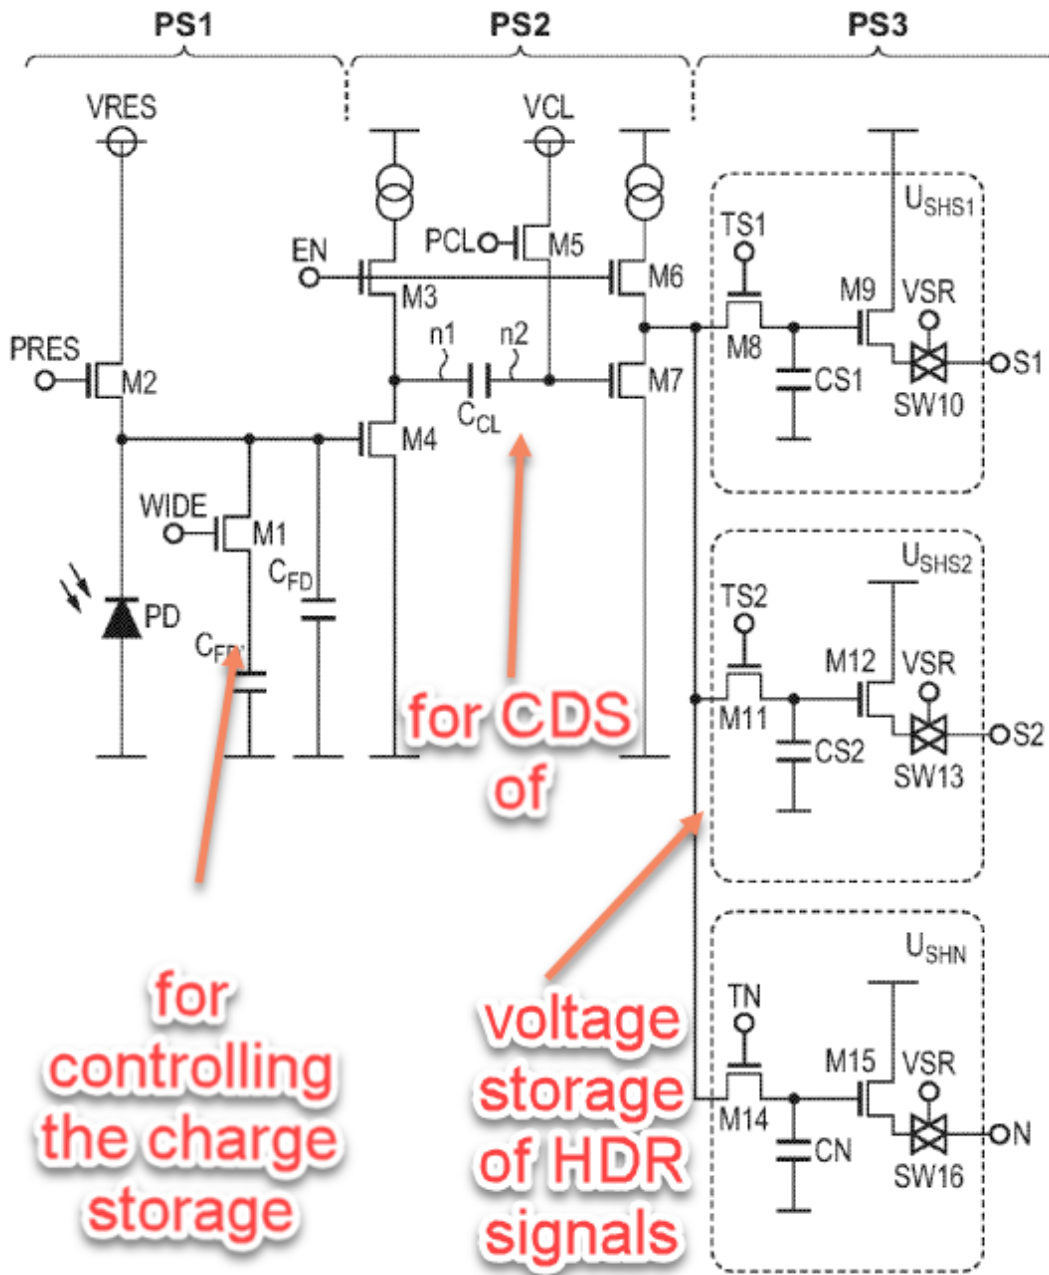 PS1 PS2 PS3
VRES VCL
U_SHS1
TS1
EN PCL M5
M3 M6 M9 VSR
n1 n2
PRES M2 M8 S1
C_CL M7 CS1 SW10
M4
WIDE M1
C_FD U_SHS2
PD TS2
C_FD' M12 VSR
for CDS M11 S2
of CS2 SW13
U_SHN
for TN
controlling voltage M15 VSR
the charge storage M14 N
storage of HDR CN SW16
signals